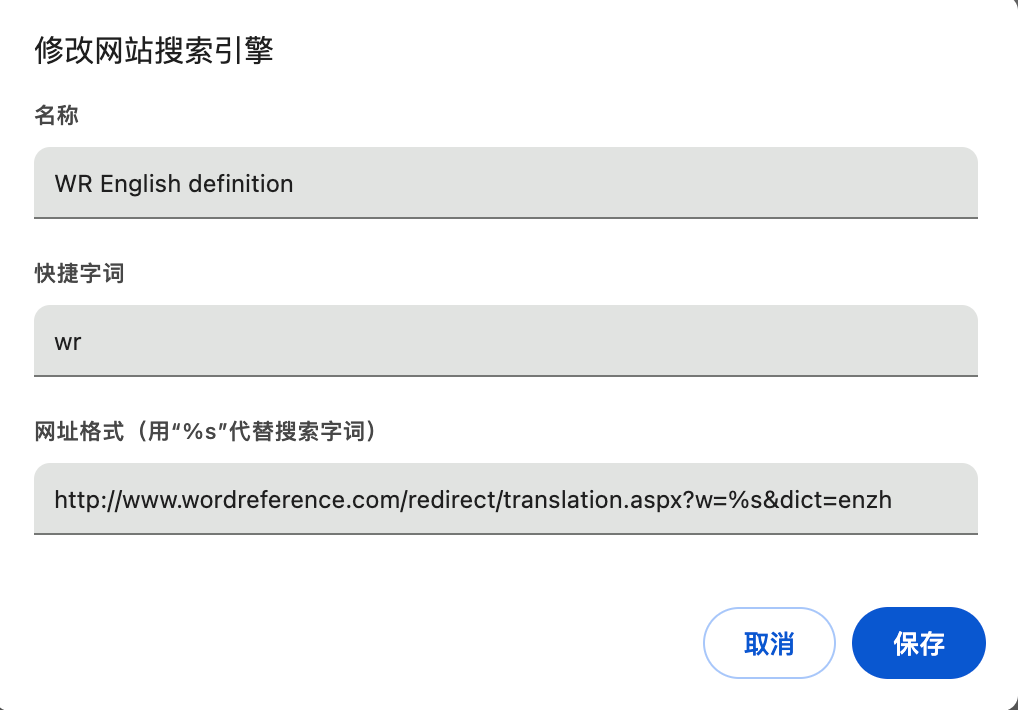 修改网站搜索引擎
名称
WR English definition
快捷字词
wr
网址格式（用“%s”代替搜索字词）
http://www.wordreference.com/redirect/translation.aspx?w=%s&dict=enzh
取消
保存